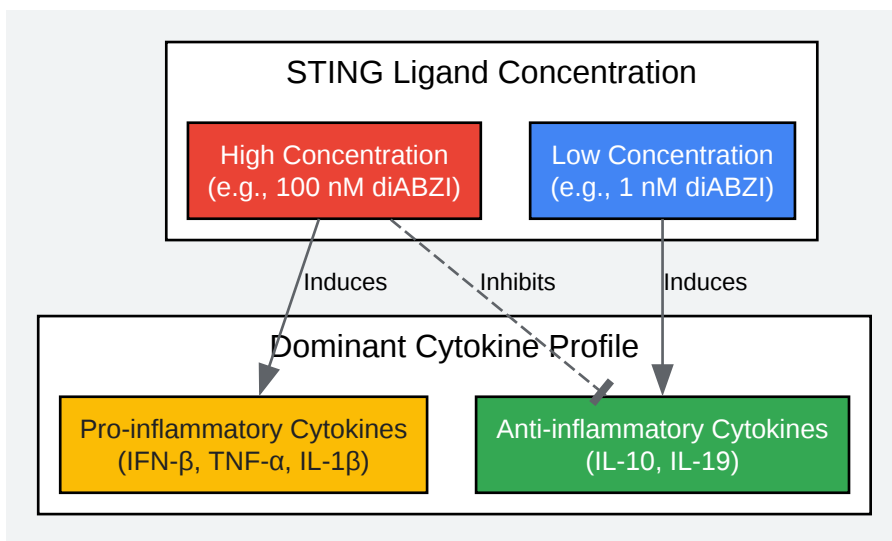 STING Ligand Concentration
High Concentration
(e.g., 100 nM diABZI)
Low Concentration
(e.g., 1 nM diABZI)
Induces
Inhibits
Induces
Dominant Cytokine Profile
Pro-inflammatory Cytokines
(IFN-β, TNF-α, IL-1β)
Anti-inflammatory Cytokines
(IL-10, IL-19)